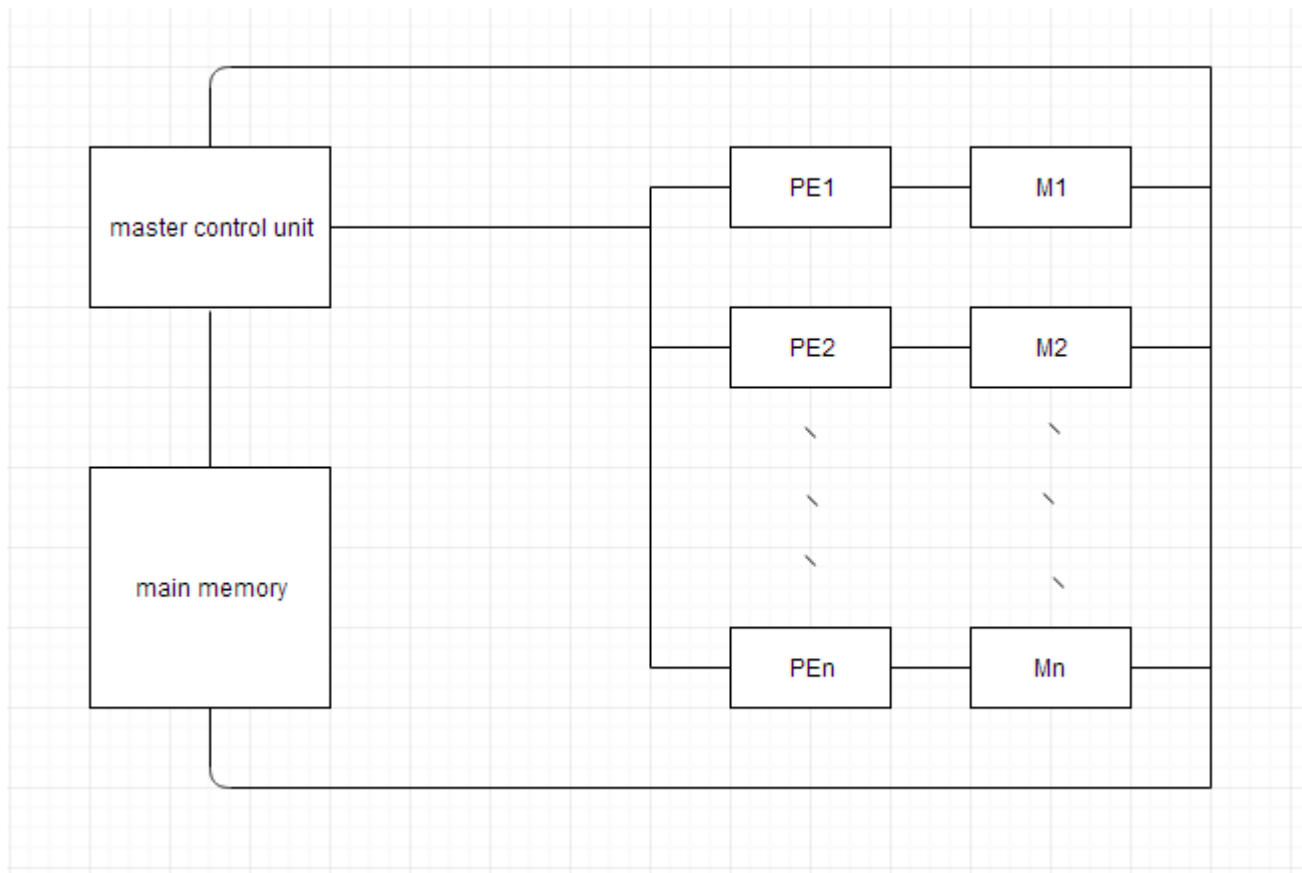 master control unit
PE1
M1
PE2
M2
main memory
PEn
Mn